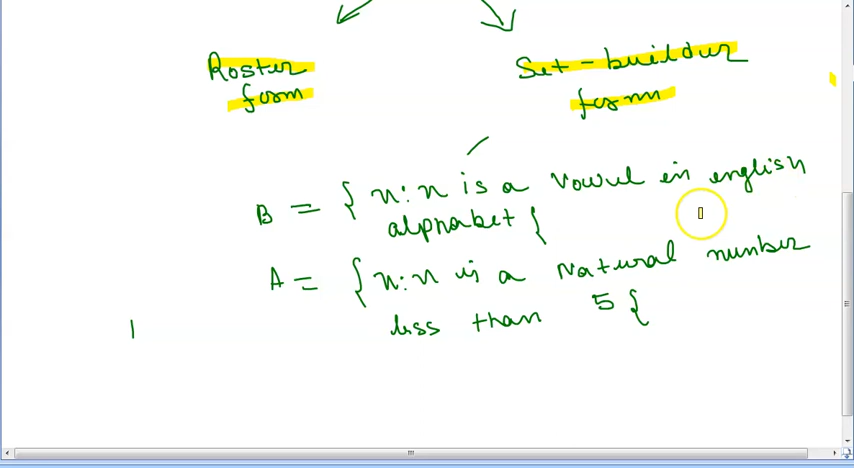 Roster
form
Set-builder
form
B = { x : x is a vowel in english
alphabet {
A = { x : x is a natural number
less than 5 {